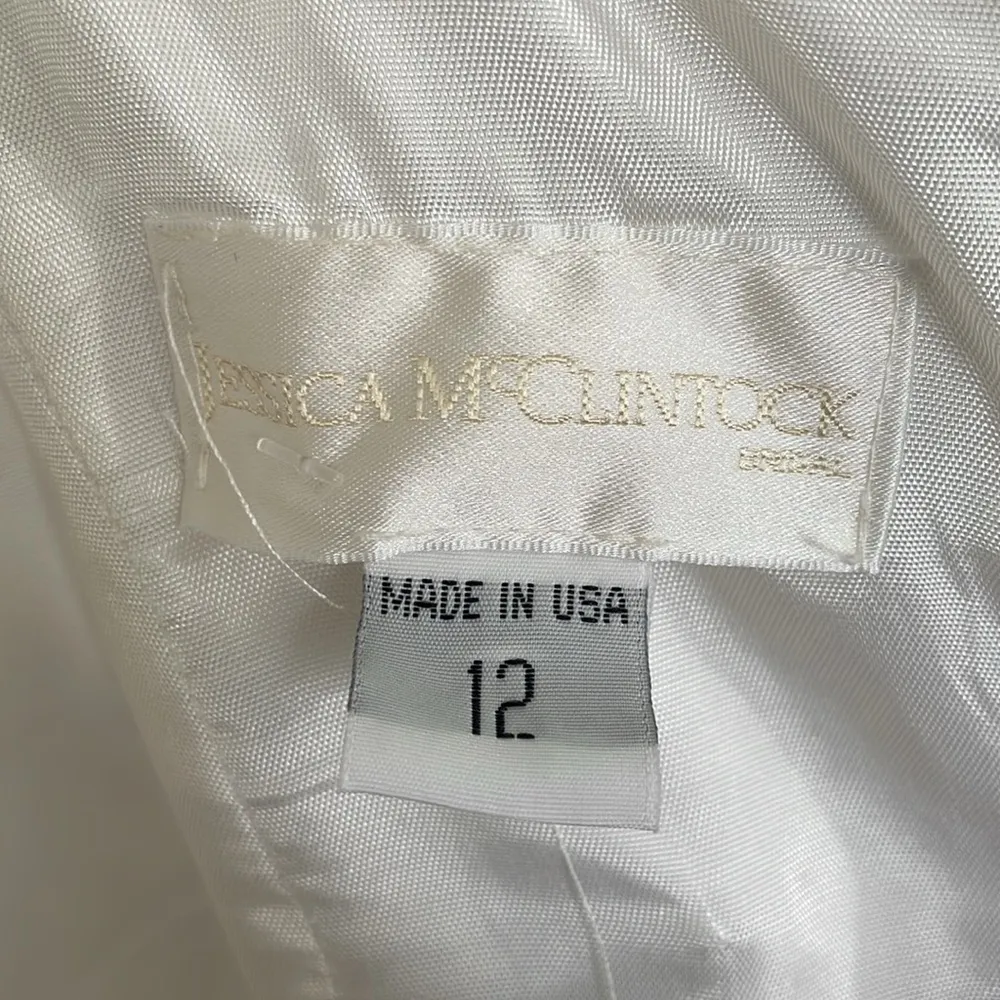 JESSICA MCCLINTOCK
BRIDAL
MADE IN USA
12